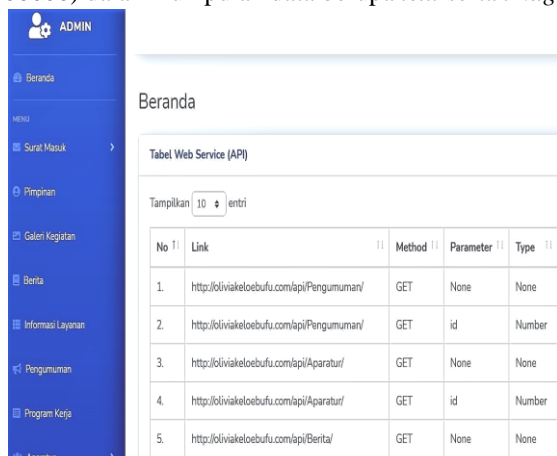 ADMIN
Beranda
MENU
Surat Masuk
Pimpinan
Galeri Kegiatan
Berita
Informasi Layanan
Pengumuman
Program Kerja
Beranda
Tabel Web Service (API)
Tampilkan 10 entri
No Link Method Parameter Type
1. http://oliviakeloebufu.com/api/Pengumuman/ GET None None
2. http://oliviakeloebufu.com/api/Pengumuman/ GET id Number
3. http://oliviakeloebufu.com/api/Aparatur/ GET None None
4. http://oliviakeloebufu.com/api/Aparatur/ GET id Number
5. http://oliviakeloebufu.com/api/Berita/ GET None None